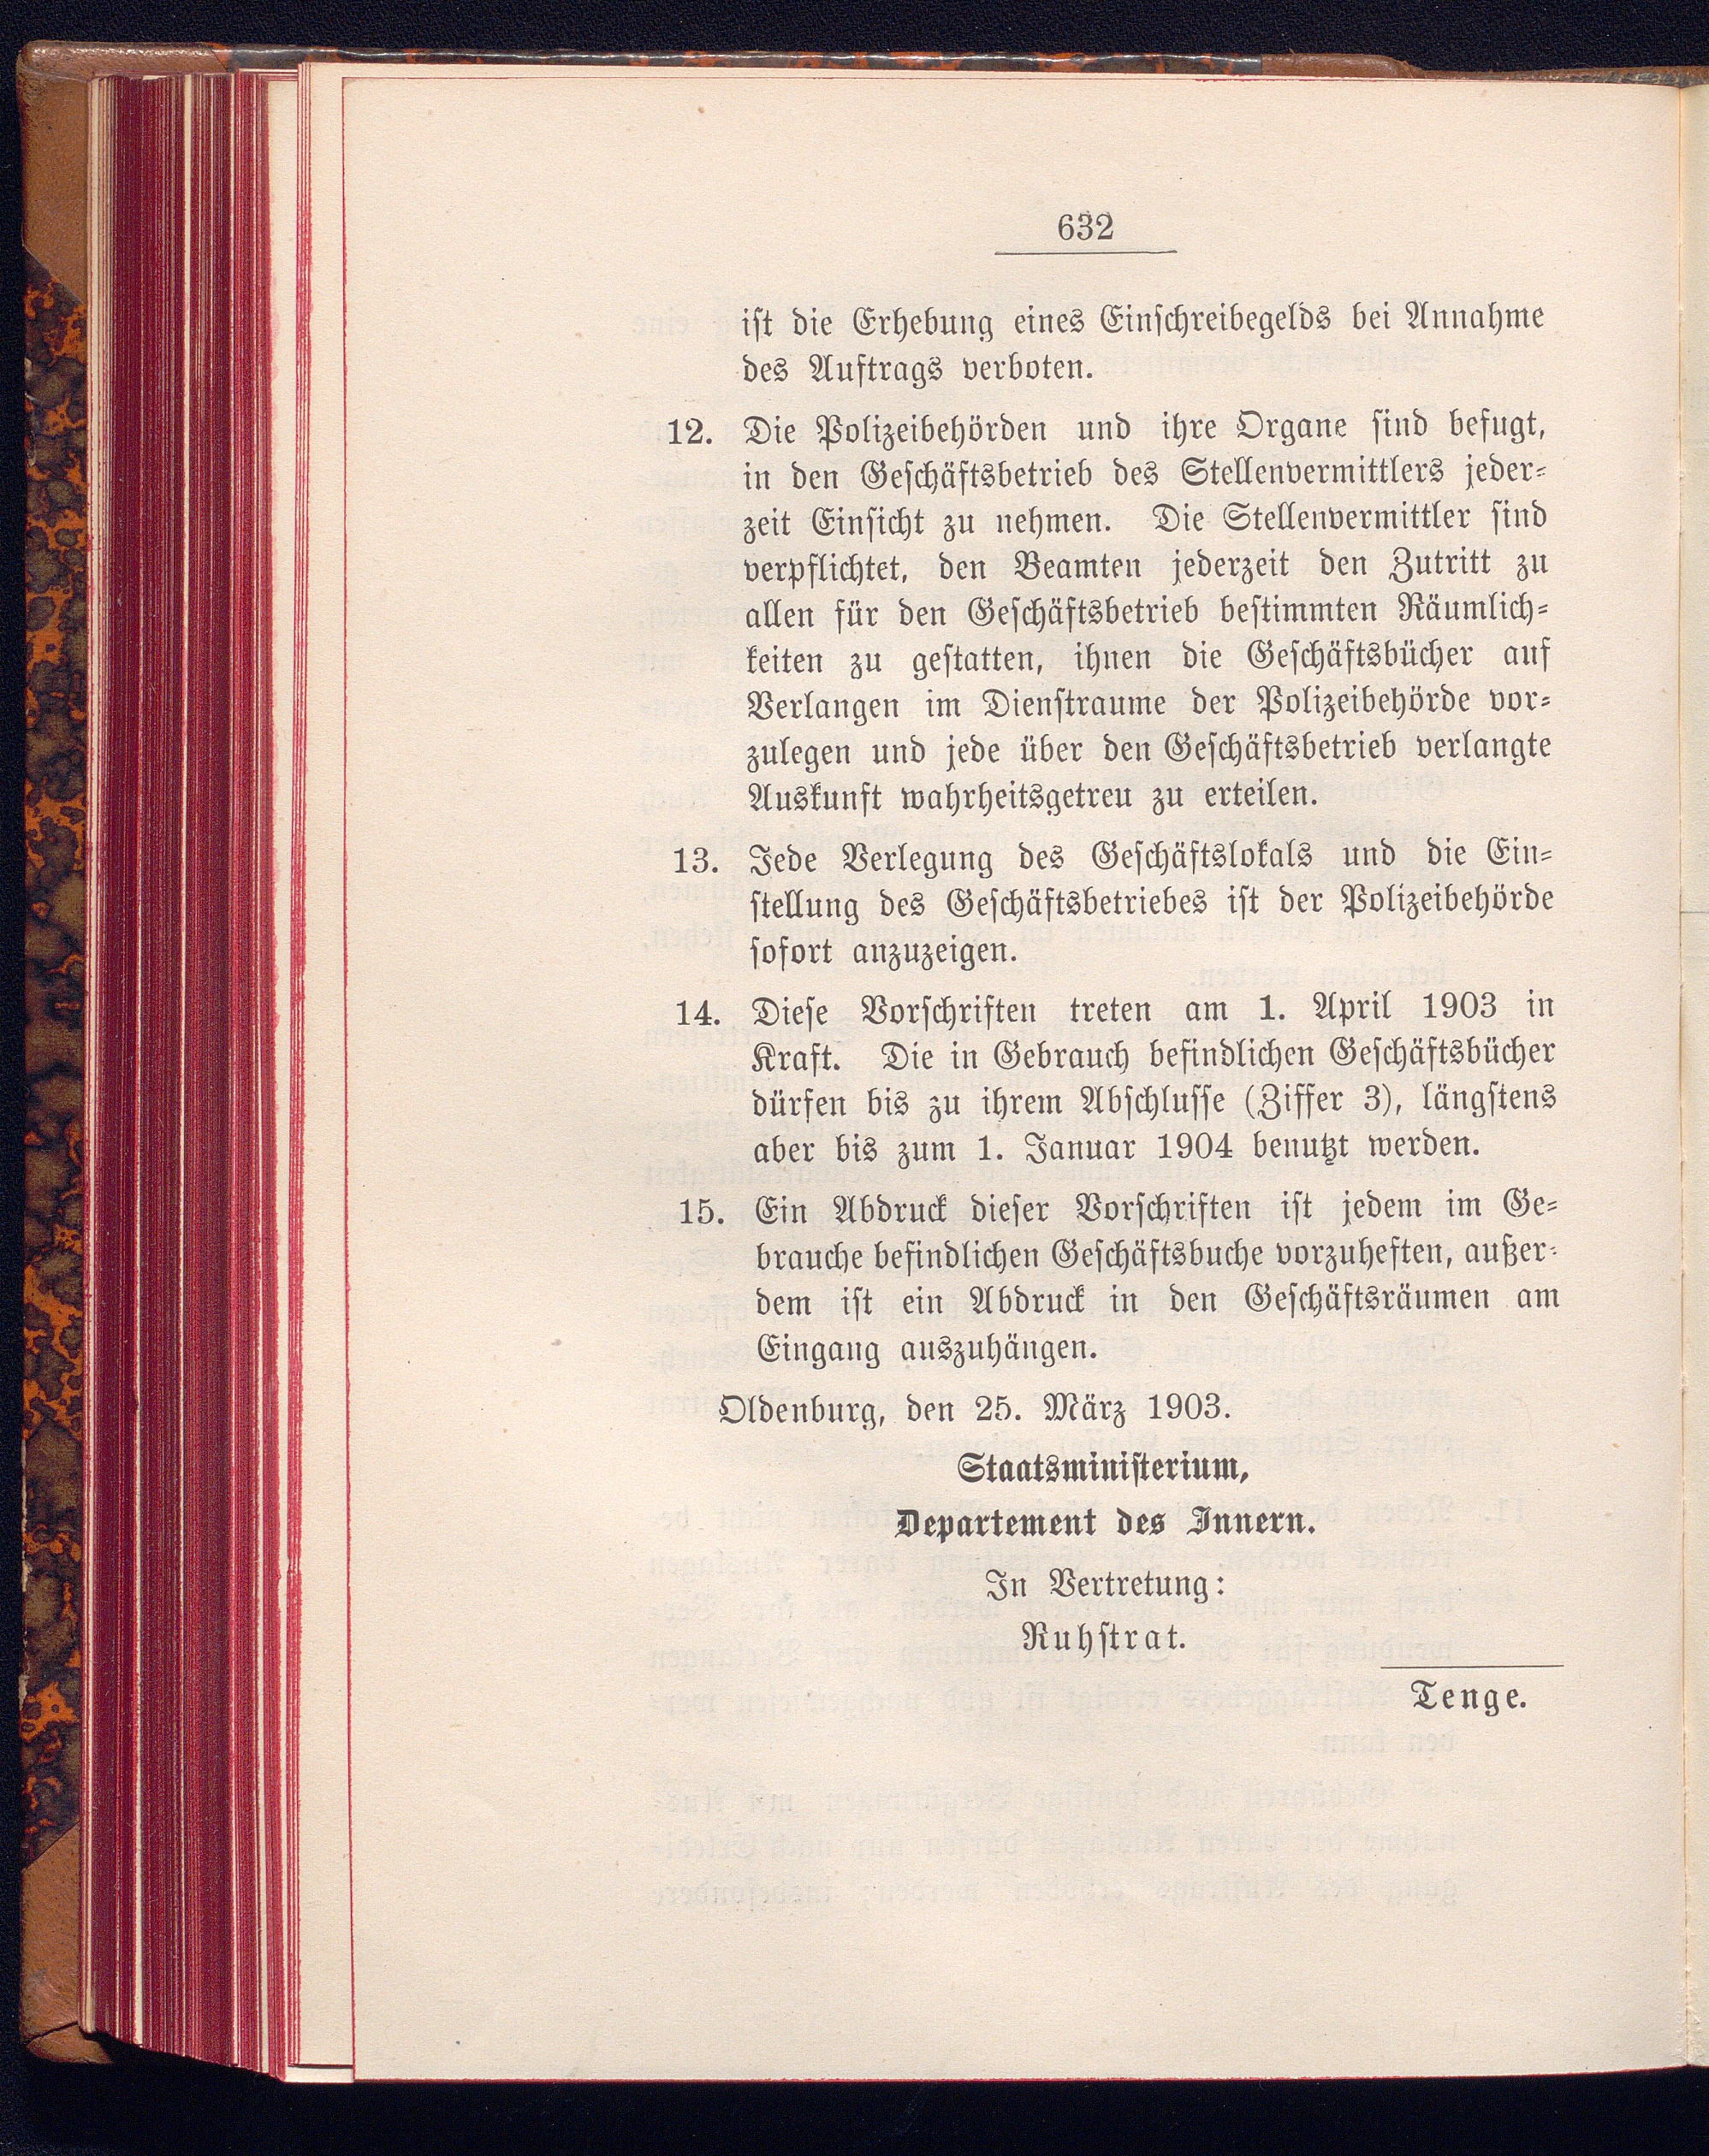 632
ist die Erhebung eines Einschreibegelds bei Annahme
des Auftrags verboten.
12. Die Polizeibehörden und ihre Organe sind befugt,
in den Geschäftsbetrieb des Stellenvermittlers jeder-
zeit Einsicht zu nehmen. Die Stellenvermittler sind
verpflichtet, den Beamten jederzeit den Zutritt zu
allen für den Geschäftsbetrieb bestimmten Räumlich-
keiten zu gestatten, ihnen die Geschäftsbücher auf
Verlangen im Dienstraume der Polizeibehörde vor-
zulegen und jede über den Geschäftsbetrieb verlangte
Auskunft wahrheitsgetreu zu erteilen.
13. Jede Verlegung des Geschäftslokals und die Ein-
stellung des Geschäftsbetriebes ist der Polizeibehörde
sofort anzuzeigen.
14. Diese Vorschriften treten am 1. April 1903 in
Kraft. Die in Gebrauch befindlichen Geschäftsbücher
dürfen bis zu ihrem Abschlusse (Ziffer 3), längstens
aber bis zum 1. Januar 1904 benutzt werden.
15. Ein Abdruck dieser Vorschriften ist jedem im Ge-
brauche befindlichen Geschäftsbuche vorzuheften, außer-
dem ist ein Abdruck in den Geschäftsräumen am
Eingang auszuhängen.
Oldenburg, den 25. März 1903.
Staatsministerium,
Departement des Innern.
In Vertretung:
Ruhstrat.
Tenge.